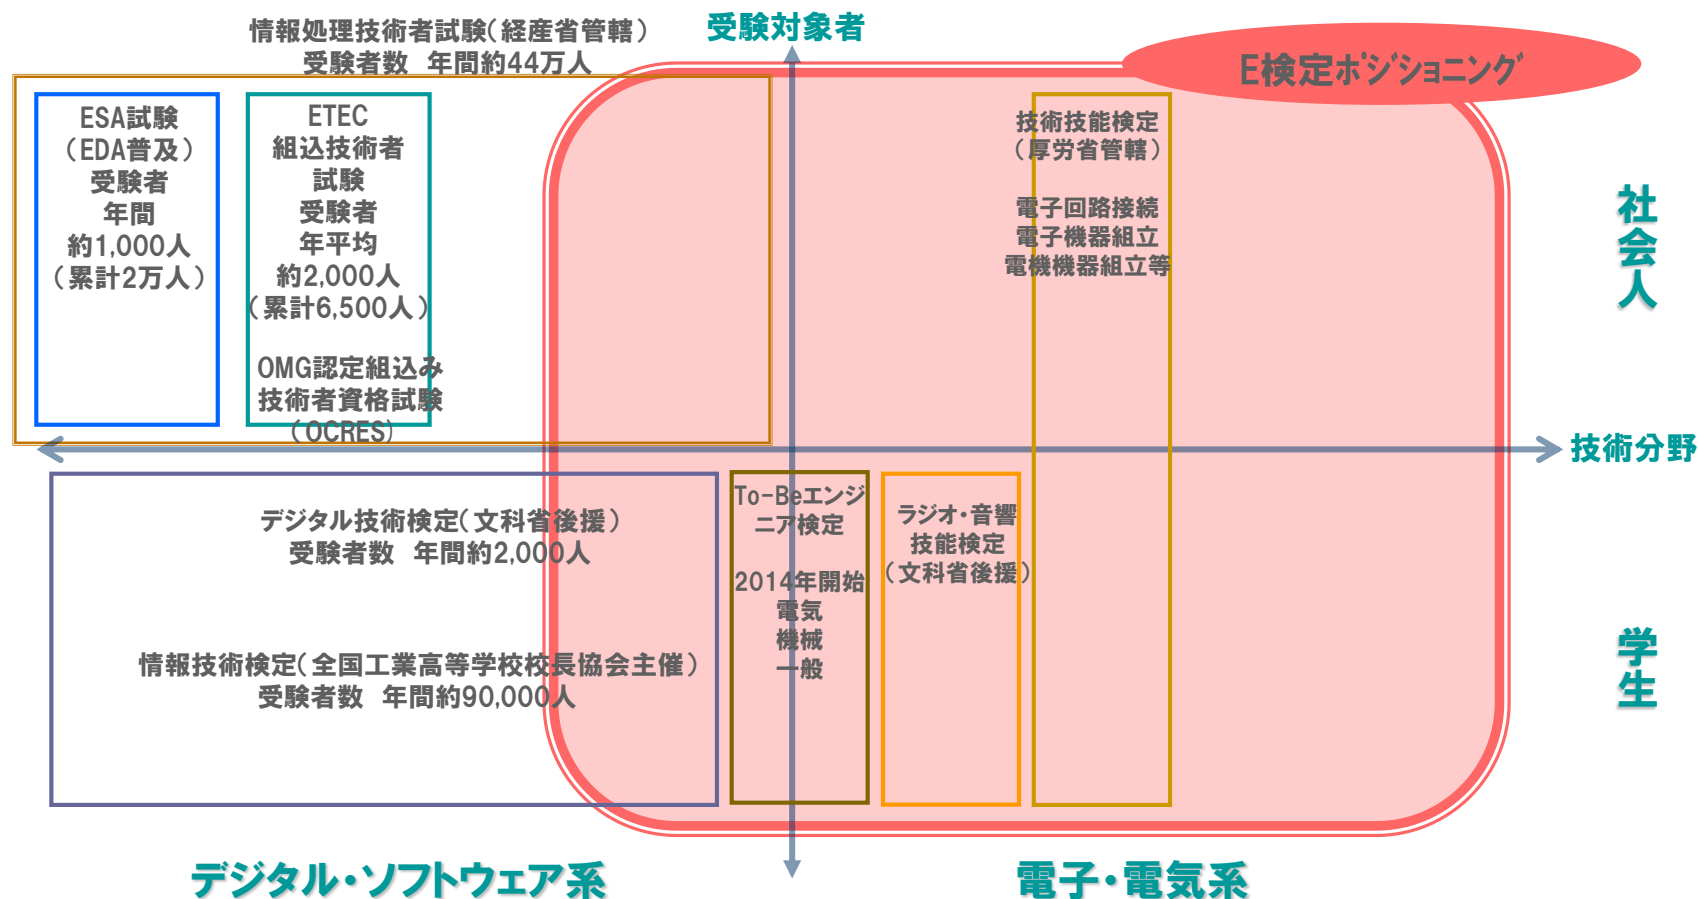 受験対象者
情報処理技術者試験(経産省管轄)
受験者数 年間約44万人
E検定ポジショニング
ESA試験
(EDA普及)
受験者
年間
約1,000人
(累計2万人)
ETEC
組込技術者
試験
受験者
年平均
約2,000人
(累計6,500人)
OMG認定組込み
技術者資格試験
(OCRES)
技術技能検定
(厚労省管轄)
電子回路接続
電子機器組立
電機機器組立等
社会人
技術分野
デジタル技術検定(文科省後援)
受験者数 年間約2,000人
情報技術検定(全国工業高等学校校長協会主催)
受験者数 年間約90,000人
To-Beエンジ
ニア検定
2014年開始
電気
機械
一般
ラジオ・音響
技能検定
(文科省後援)
学生
デジタル・ソフトウェア系
電子・電気系